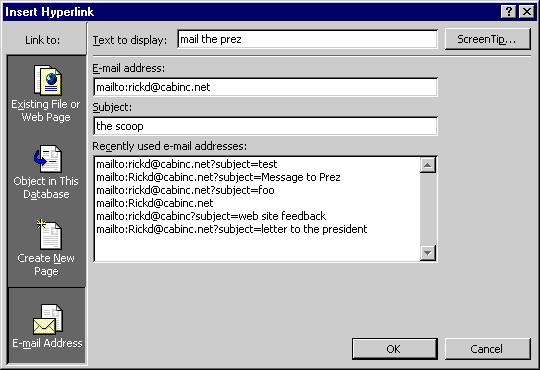 Insert Hyperlink
Link to:
Text to display: mail the prez
ScreenTip...
Existing File or
Web Page
Object in This
Database
Create New
Page
E-mail Address
E-mail address:
mailto:rickd@cabinc.net
Subject:
the scoop
Recently used e-mail addresses:
mailto:rickd@cabinc.net?subject=test
mailto:Rickd@cabinc.net?subject=Message to Prez
mailto:rickd@cabinc.net?subject=foo
mailto:Rickd@cabinc.net
mailto:rickd@cabinc?subject=web site feedback
mailto:Rickd@cabinc.net?subject=letter to the president
OK
Cancel